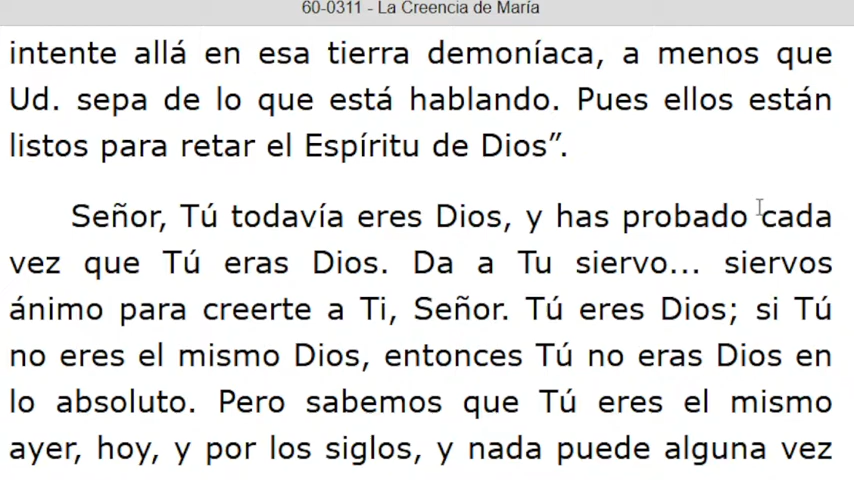 60-0311 - La Creencia de María
intente allá en esa tierra demoníaca, a menos que
Ud. sepa de lo que está hablando. Pues ellos están
listos para retar el Espíritu de Dios”.
Señor, Tú todavía eres Dios, y has probado cada
vez que Tú eras Dios. Da a Tu siervo... siervos
ánimo para creerte a Ti, Señor. Tú eres Dios; si Tú
no eres el mismo Dios, entonces Tú no eras Dios en
lo absoluto. Pero sabemos que Tú eres el mismo
ayer, hoy, y por los siglos, y nada puede alguna vez